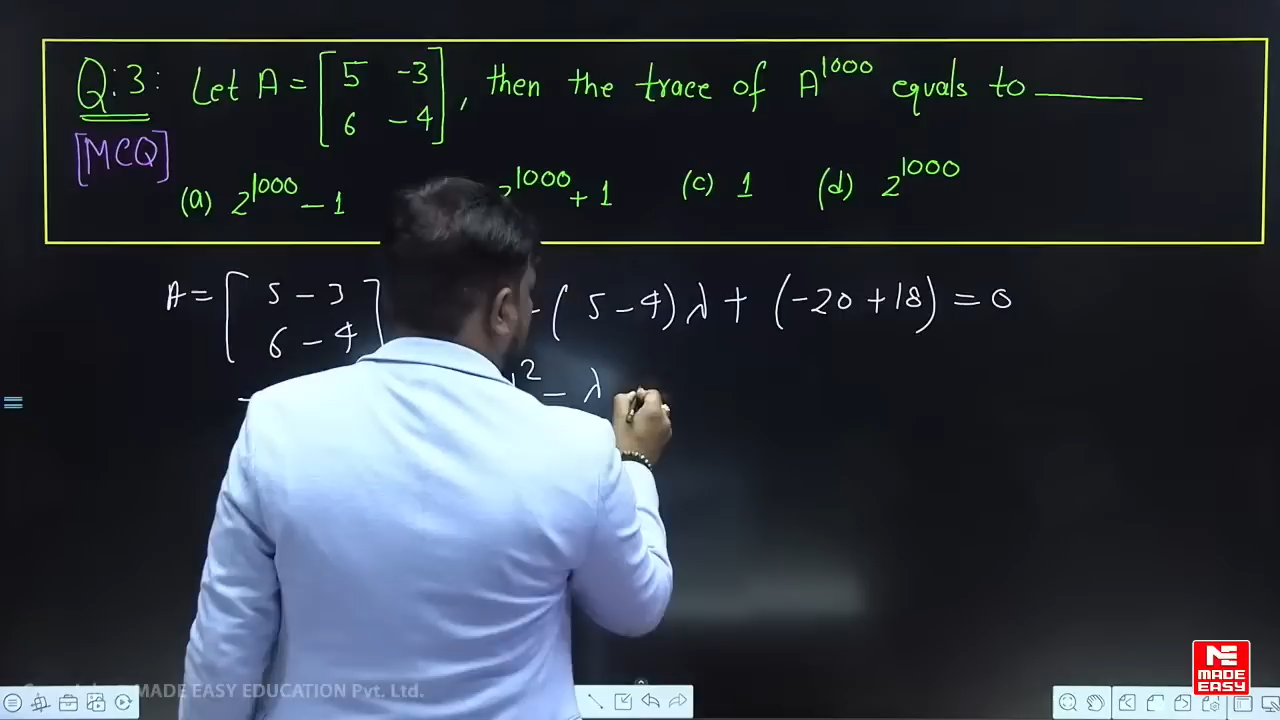 Q:3: Let A = [ 5 -3 6 -4 ], then the trace of A^1000 equals to ______
[MCQ]
(a) 2^1000 - 1 2^1000 + 1 (c) 1 (d) 2^1000
A = [ 5 - 3 6 - 4 ] - ( 5 - 4 ) λ + ( -20 + 18 ) = 0
2 - λ
MADE EASY EDUCATION Pvt. Ltd.
ME
MADE EASY